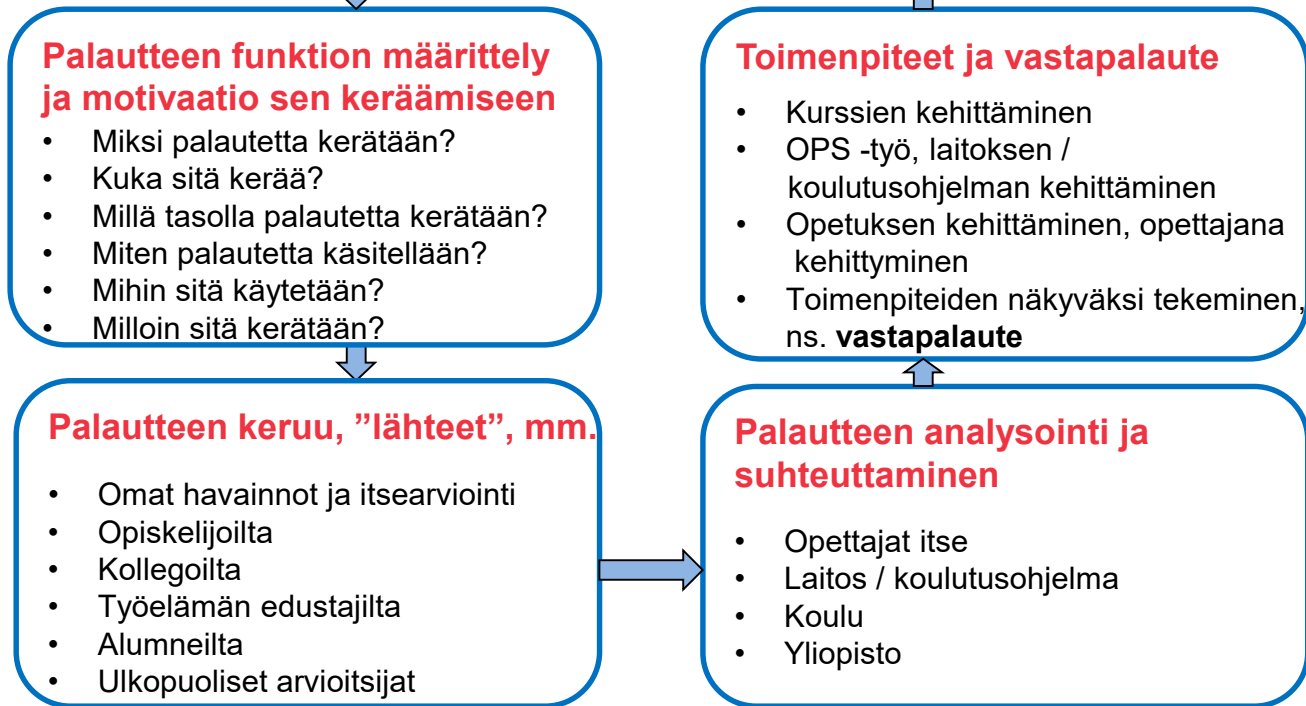 Palautteen funktion määrittely
ja motivaatio sen keräämiseen
• Miksi palautetta kerätään?
• Kuka sitä kerää?
• Millä tasolla palautetta kerätään?
• Miten palautetta käsitellään?
• Mihin sitä käytetään?
• Milloin sitä kerätään?
Palautteen keruu, ”lähteet”, mm.
• Omat havainnot ja itsearviointi
• Opiskelijoilta
• Kollegoilta
• Työelämän edustajilta
• Alumneilta
• Ulkopuoliset arvioitsijat
Palautteen analysointi ja
suhteuttaminen
• Opettajat itse
• Laitos / koulutusohjelma
• Koulu
• Yliopisto
Toimenpiteet ja vastapalaute
• Kurssien kehittäminen
• OPS -työ, laitoksen /
koulutusohjelman kehittäminen
• Opetuksen kehittäminen, opettajana
kehittyminen
• Toimenpiteiden näkyväksi tekeminen,
ns. vastapalaute